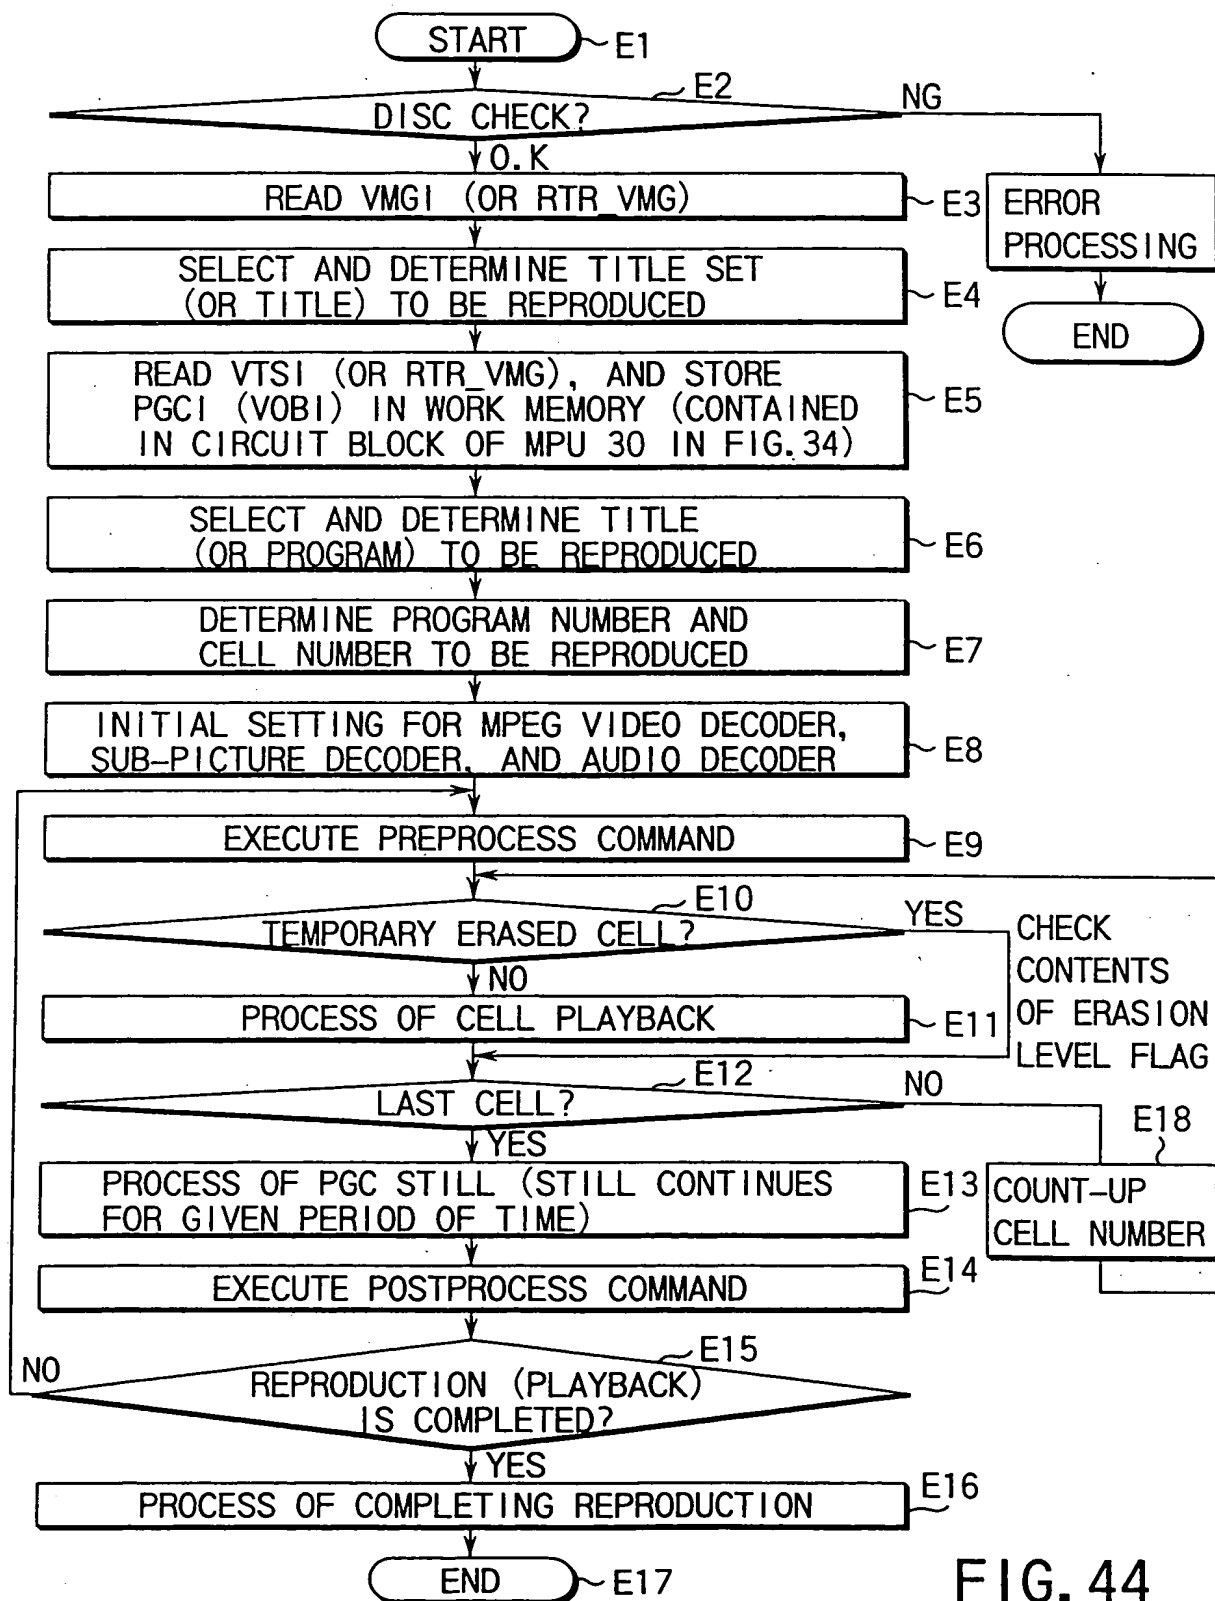 START
E1
E2
DISC CHECK?
NG
O.K
READ VMGI (OR RTR_VMG)
E3
ERROR
PROCESSING
END
SELECT AND DETERMINE TITLE SET
(OR TITLE) TO BE REPRODUCED
E4
READ VTSI (OR RTR_VMG), AND STORE
PGCI (VOBI) IN WORK MEMORY (CONTAINED
IN CIRCUIT BLOCK OF MPU 30 IN FIG.34)
E5
SELECT AND DETERMINE TITLE
(OR PROGRAM) TO BE REPRODUCED
E6
DETERMINE PROGRAM NUMBER AND
CELL NUMBER TO BE REPRODUCED
E7
INITIAL SETTING FOR MPEG VIDEO DECODER,
SUB-PICTURE DECODER, AND AUDIO DECODER
E8
EXECUTE PREPROCESS COMMAND
E9
E10
TEMPORARY ERASED CELL?
YES
CHECK
CONTENTS
OF ERASION
LEVEL FLAG
NO
PROCESS OF CELL PLAYBACK
E11
E12
LAST CELL?
NO
YES
E18
COUNT-UP
CELL NUMBER
PROCESS OF PGC STILL (STILL CONTINUES
FOR GIVEN PERIOD OF TIME)
E13
EXECUTE POSTPROCESS COMMAND
E14
E15
NO
REPRODUCTION (PLAYBACK)
IS COMPLETED?
YES
PROCESS OF COMPLETING REPRODUCTION
E16
END
E17
FIG. 44